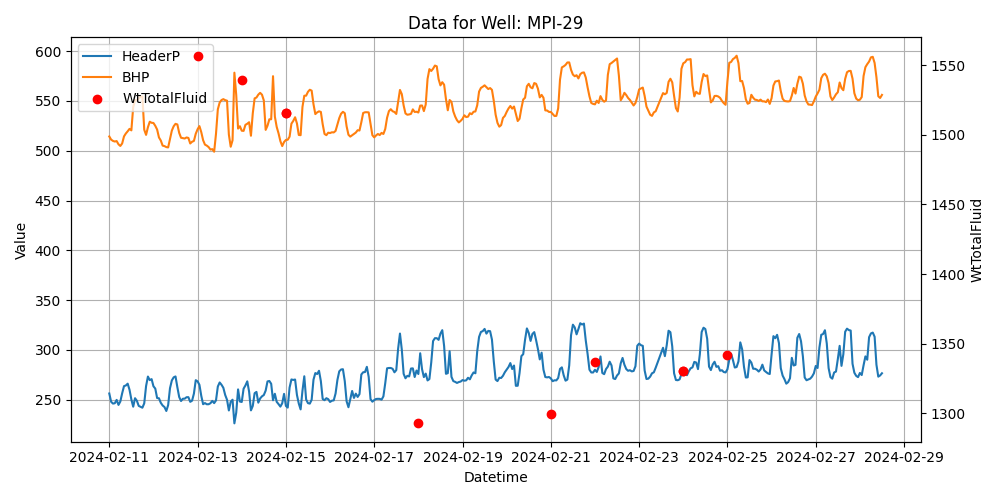 Data for Well: MPI-29
HeaderP
BHP
WtTotalFluid
600
550
500
450
400
350
300
250
Value
1550
1500
1450
1400
1350
1300
WtTotalFluid
2024-02-11 2024-02-13 2024-02-15 2024-02-17 2024-02-19 2024-02-21 2024-02-23 2024-02-25 2024-02-27 2024-02-29
Datetime